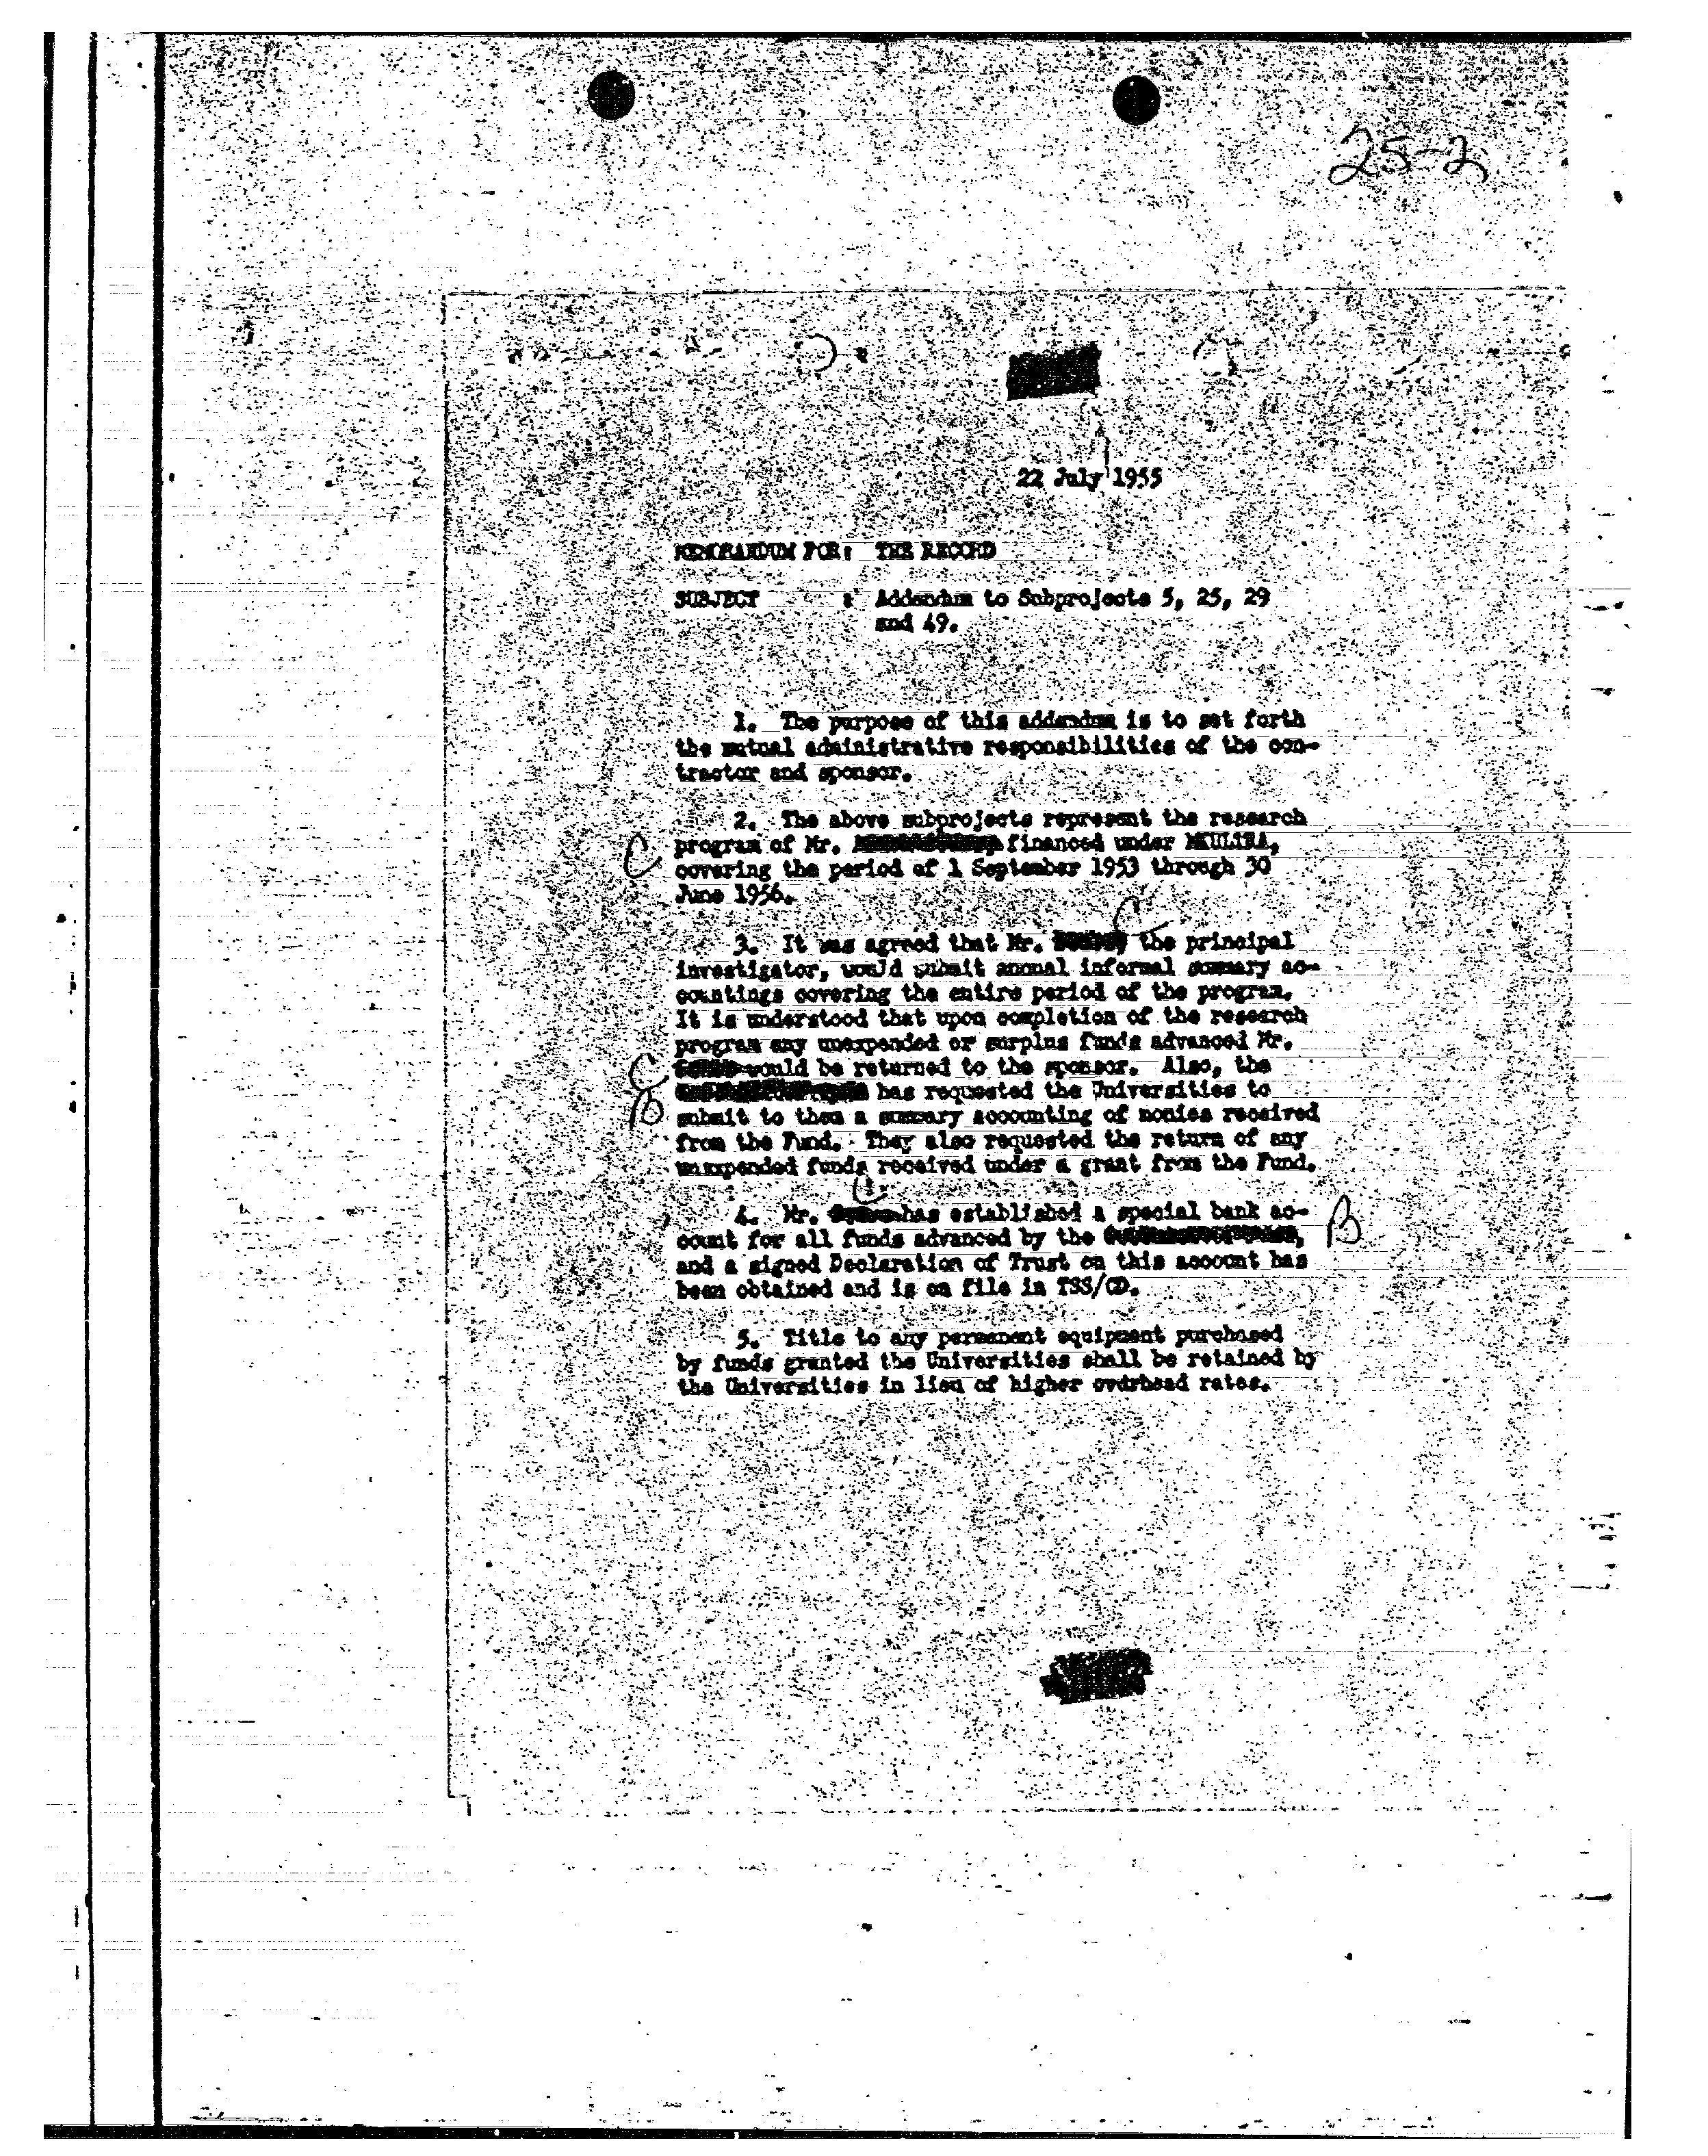 25-2
22 July 1955
MEMORANDUM FOR: THE RECORD
SUBJECT : Addendum to Subprojects 5, 25, 29
and 49.
1. The purpose of this addendum is to set forth
the mutual administrative responsibilities of the con-
tractor and sponsor.
2. The above subprojects represent the research
program of Mr. financed under MKULTRA,
C
covering the period of 1 September 1953 through 30
June 1956.
C
3. It was agreed that Mr. the principal
investigator, would submit annual informal summary ac-
countings covering the entire period of the program.
It is understood that upon completion of the research
program any unexpended or surplus funds advanced Mr.
C would be returned to the sponsor. Also, the
B has requested the Universities to
submit to them a summary accounting of monies received
from the Fund. They also requested the return of any
unexpended funds received under a grant from the Fund.
C
4. Mr. has established a special bank ac-
count for all funds advanced by the , B
and a signed Declaration of Trust on this account has
been obtained and is on file in TSS/CD.
5. Title to any permanent equipment purchased
by funds granted the Universities shall be retained by
the Universities in lieu of higher overhead rates.